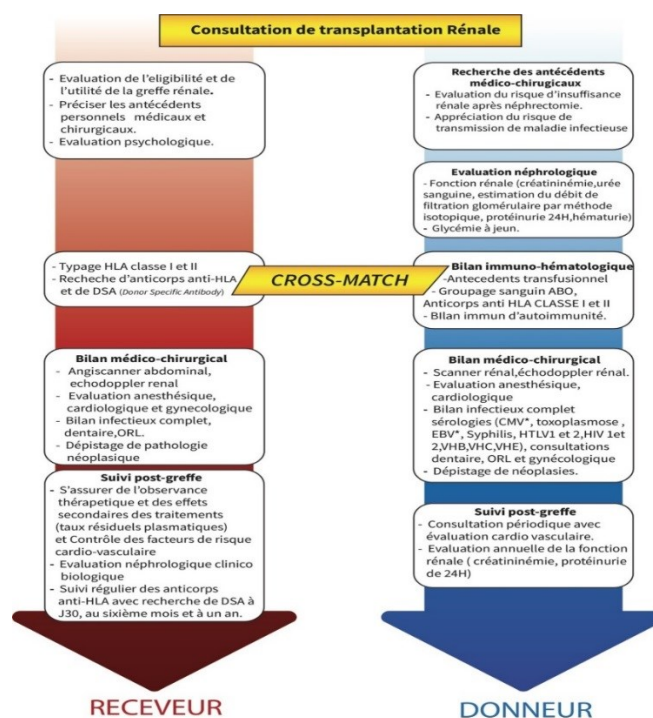 Consultation de transplantation Rénale
- Evaluation de l'eligibilité et de
l'utilité de la greffe rénale.
- Préciser les antécédents
personnels médicaux et
chirurgicaux.
- Evaluation psychologique.
- Typage HLA classe I et II
- Recheche d'anticorps anti-HLA
et de DSA (Donor Specific Antibody)
Bilan médico-chirurgical
- Angiscanner abdominal,
echodoppler renal
- Evaluation anesthésique,
cardiologique et gynecologique
- Bilan infectieux complet,
dentaire,ORL.
- Dépistage de pathologie
néoplasique
Suivi post-greffe
- S'assurer de l'observance
thérapetique et des effets
secondaires des traitements
(taux résiduels plasmatiques)
et Contrôle des facteurs de risque
cardio-vasculaire
- Evaluation néphrologique clinico
biologique
- Suivi régulier des anticorps
anti-HLA avec recherche de DSA à
J30, au sixième mois et à un an.
RECEVEUR
CROSS-MATCH
Recherche des antécédents
médico-chirugicaux
- Evaluation du risque d'insuffisance
rénale après néphrectomie.
- Appréciation du risque de
transmission de maladie infectieuse
Evaluation néphrologique
- Fonction rénale (créatininémie,urée
sanguine, estimation du débit de
filtration glomérulaire par méthode
isotopique, protéinurie 24H,hématurie)
- Glycémie à jeun.
Bilan immuno-hématologique
-Antecedents transfusionnel
- Groupage sanguin ABO,
Anticorps anti HLA CLASSE I et II
- BIlan immun d'autoimmunité.
Bilan médico-chirurgical
- Scanner rénal,échodoppler rénal.
- Evaluation anesthésique,
cardiologique
- Bilan infectieux complet
sérologies (CMV*, toxoplasmose ,
EBV*, Syphilis, HTLV1 et 2,HIV 1et
2,VHB,VHC,VHE), consultations
dentaire, ORL et gynécologique
- Dépistage de néoplasies.
Suivi post-greffe
- Consultation périodique avec
évaluation cardio vasculaire.
- Evaluation annuelle de la fonction
rénale ( créatininémie, protéinurie
de 24H)
DONNEUR